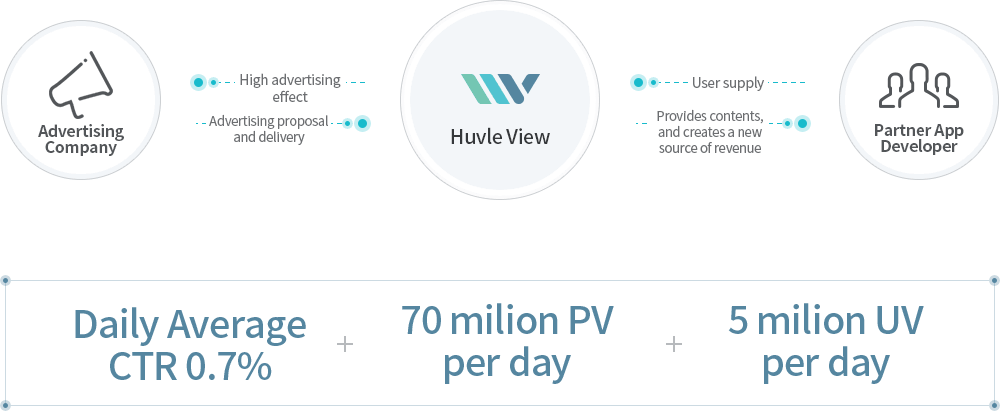 Advertising
Company
High advertising
effect
Advertising proposal
and delivery
Huvle View
User supply
Provides contents,
and creates a new
source of revenue
Partner App
Developer
Daily Average
CTR 0.7%
+
70 milion PV
per day
+
5 milion UV
per day